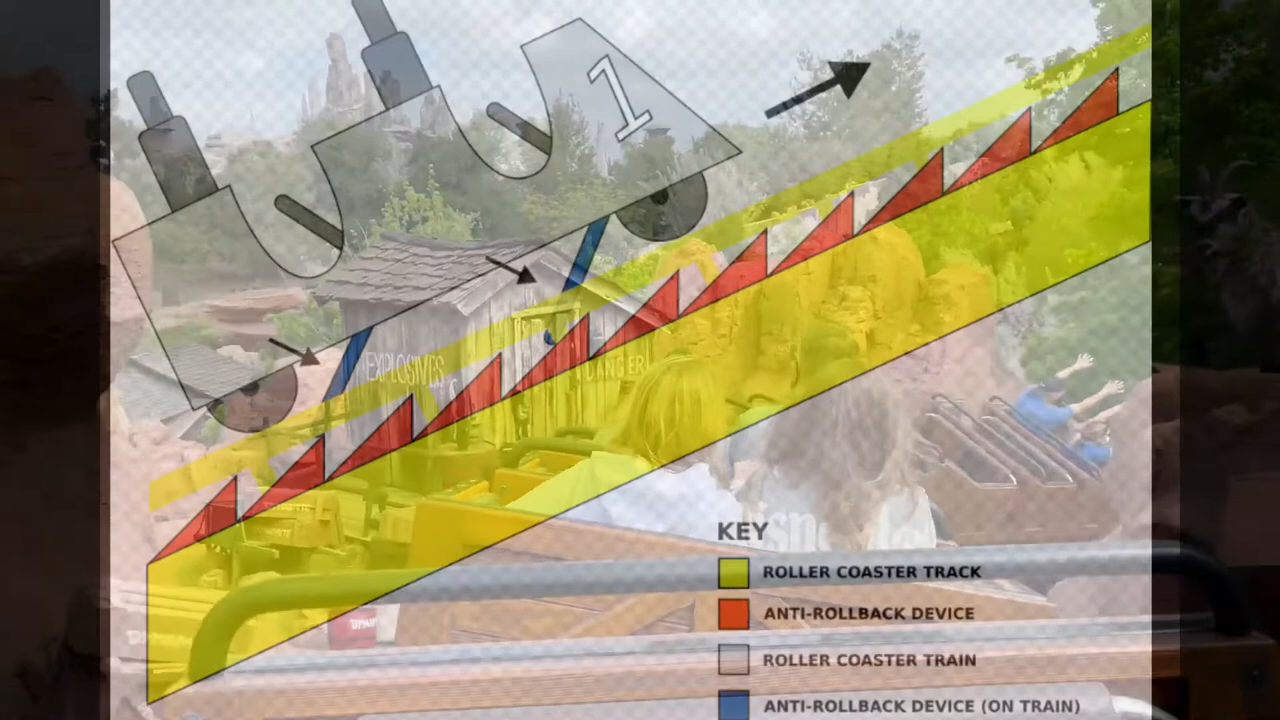 1
EXPLOSIVES
DANGER!
KEY
ROLLER COASTER TRACK
ANTI-ROLLBACK DEVICE
ROLLER COASTER TRAIN
ANTI-ROLLBACK DEVICE (ON TRAIN)